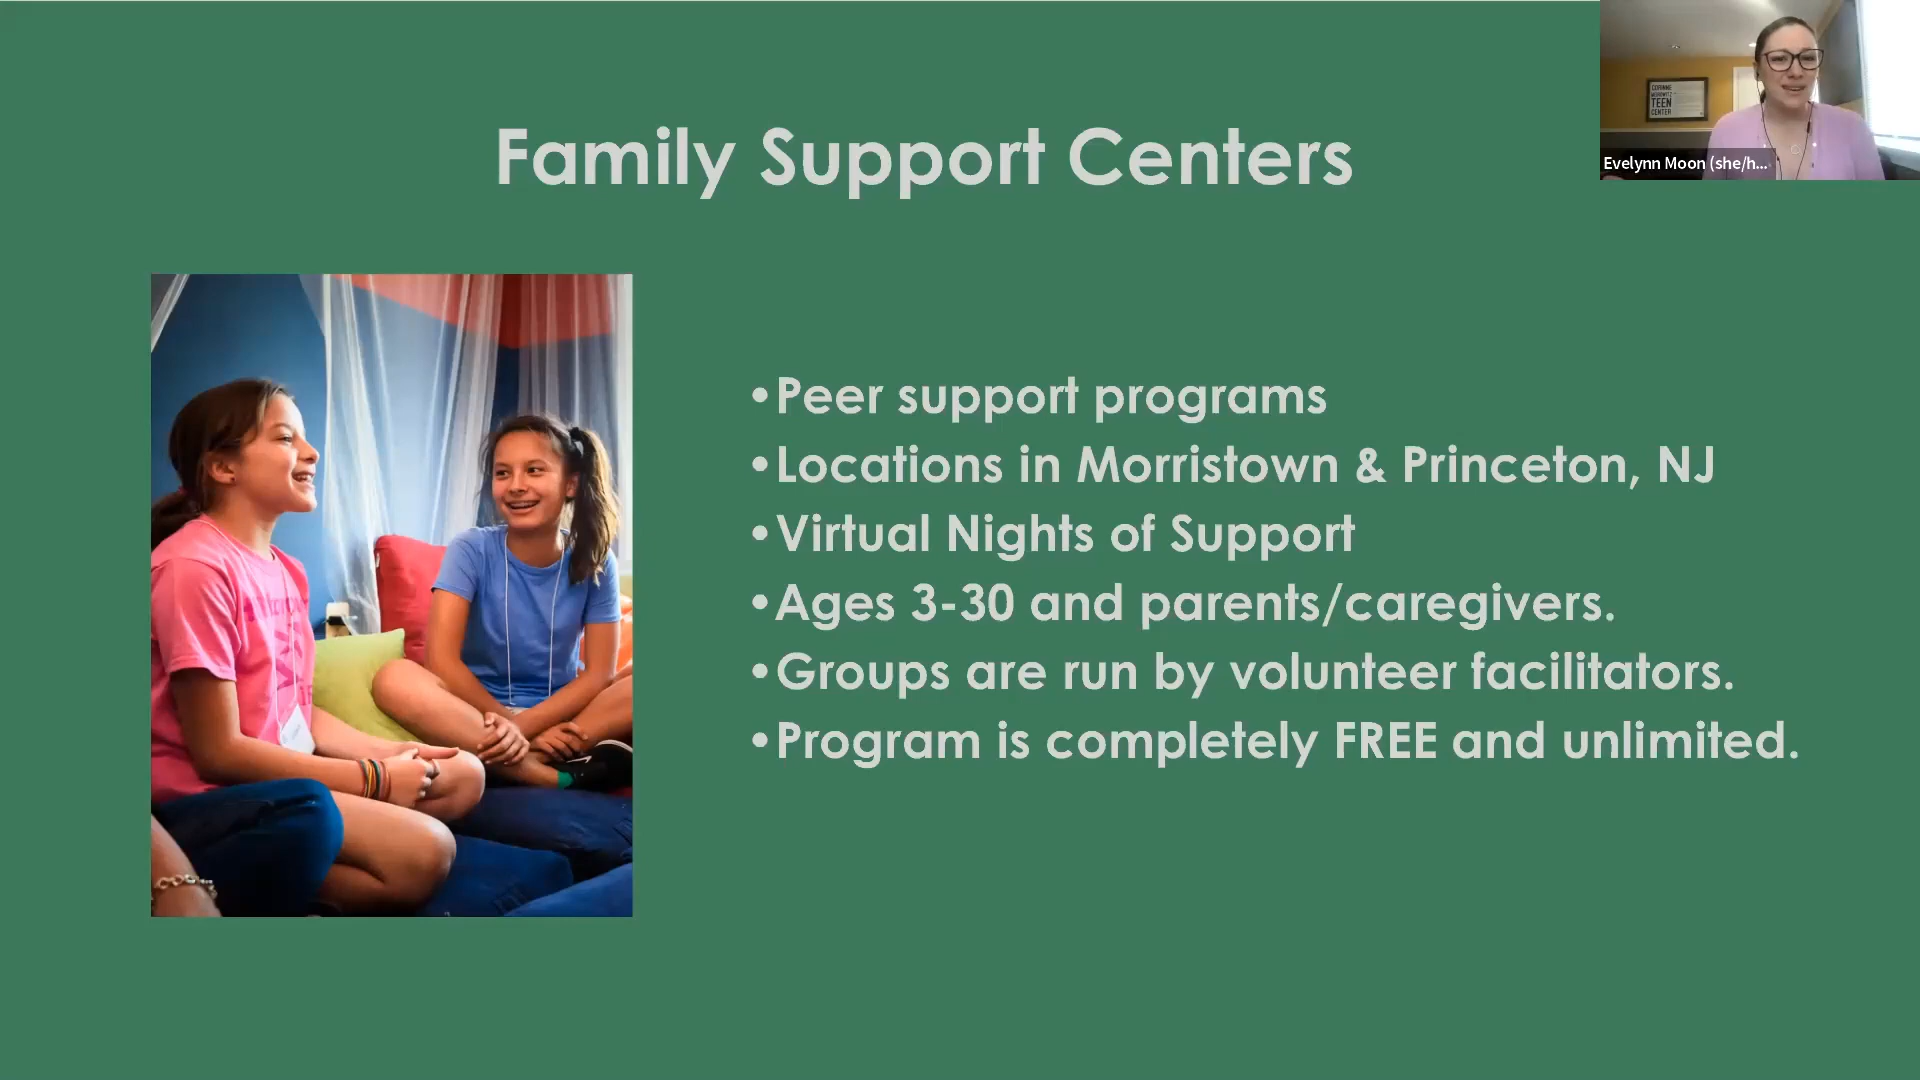 Family Support Centers
CORINNE
TEEN
CENTER
Evelynn Moon (she/h...
•Peer support programs
•Locations in Morristown & Princeton, NJ
•Virtual Nights of Support
•Ages 3-30 and parents/caregivers.
•Groups are run by volunteer facilitators.
•Program is completely FREE and unlimited.